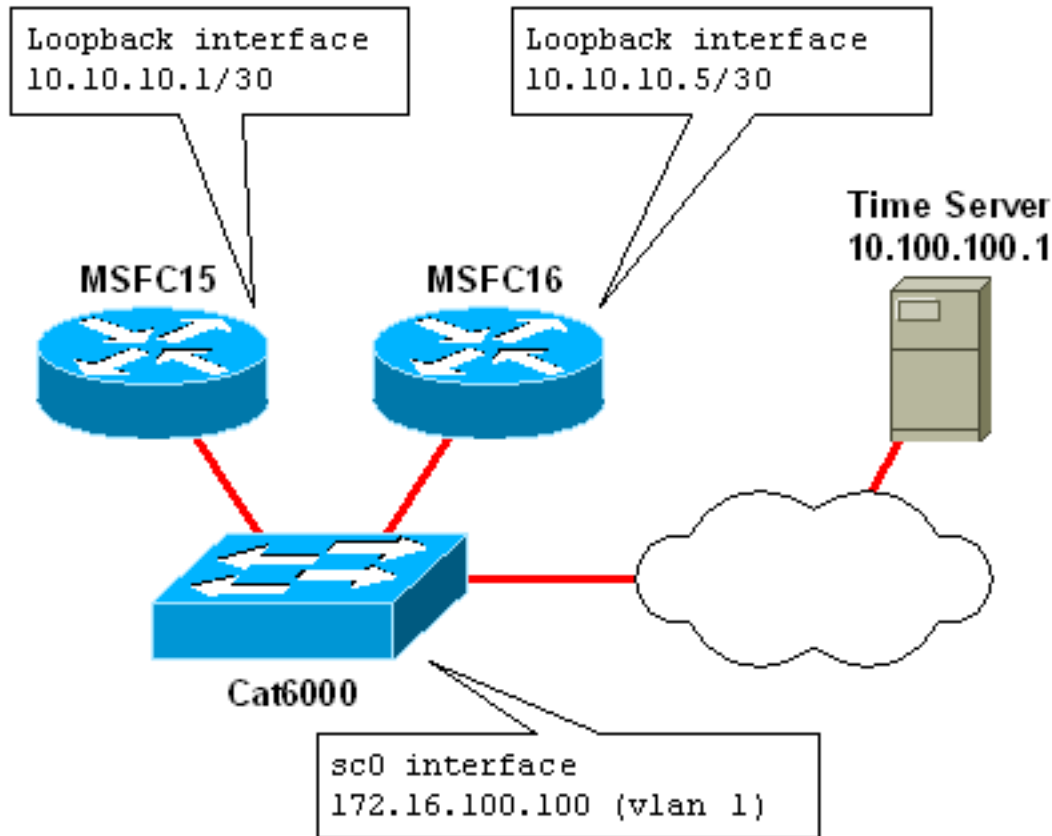 Loopback interface
10.10.10.1/30
Loopback interface
10.10.10.5/30
Time Server
10.100.100.1
MSFC15
MSFC16
Cat6000
sc0 interface
172.16.100.100 (vlan 1)